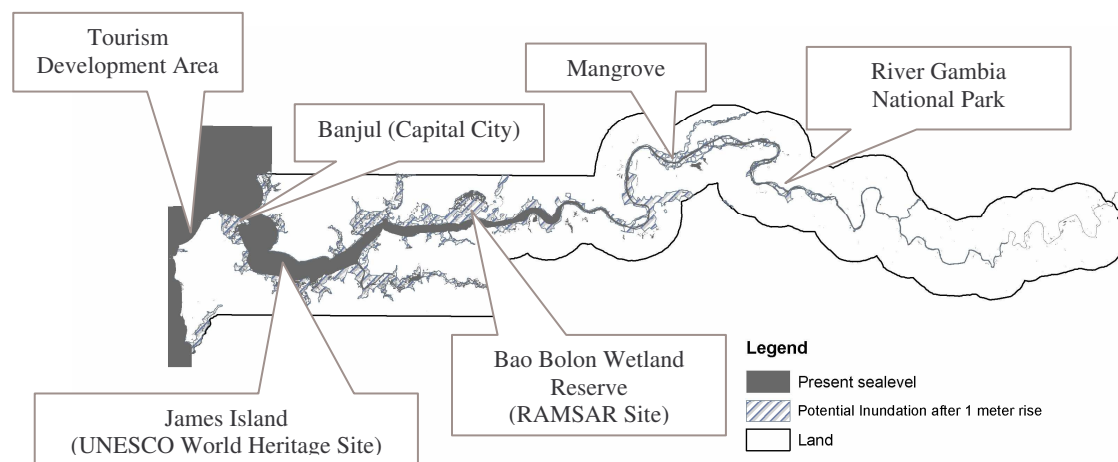 Tourism
Development Area
Banjul (Capital City)
Mangrove
River Gambia
National Park
James Island
(UNESCO World Heritage Site)
Bao Bolon Wetland
Reserve
(RAMSAR Site)
Legend
Present sealevel
Potential Inundation after 1 meter rise
Land